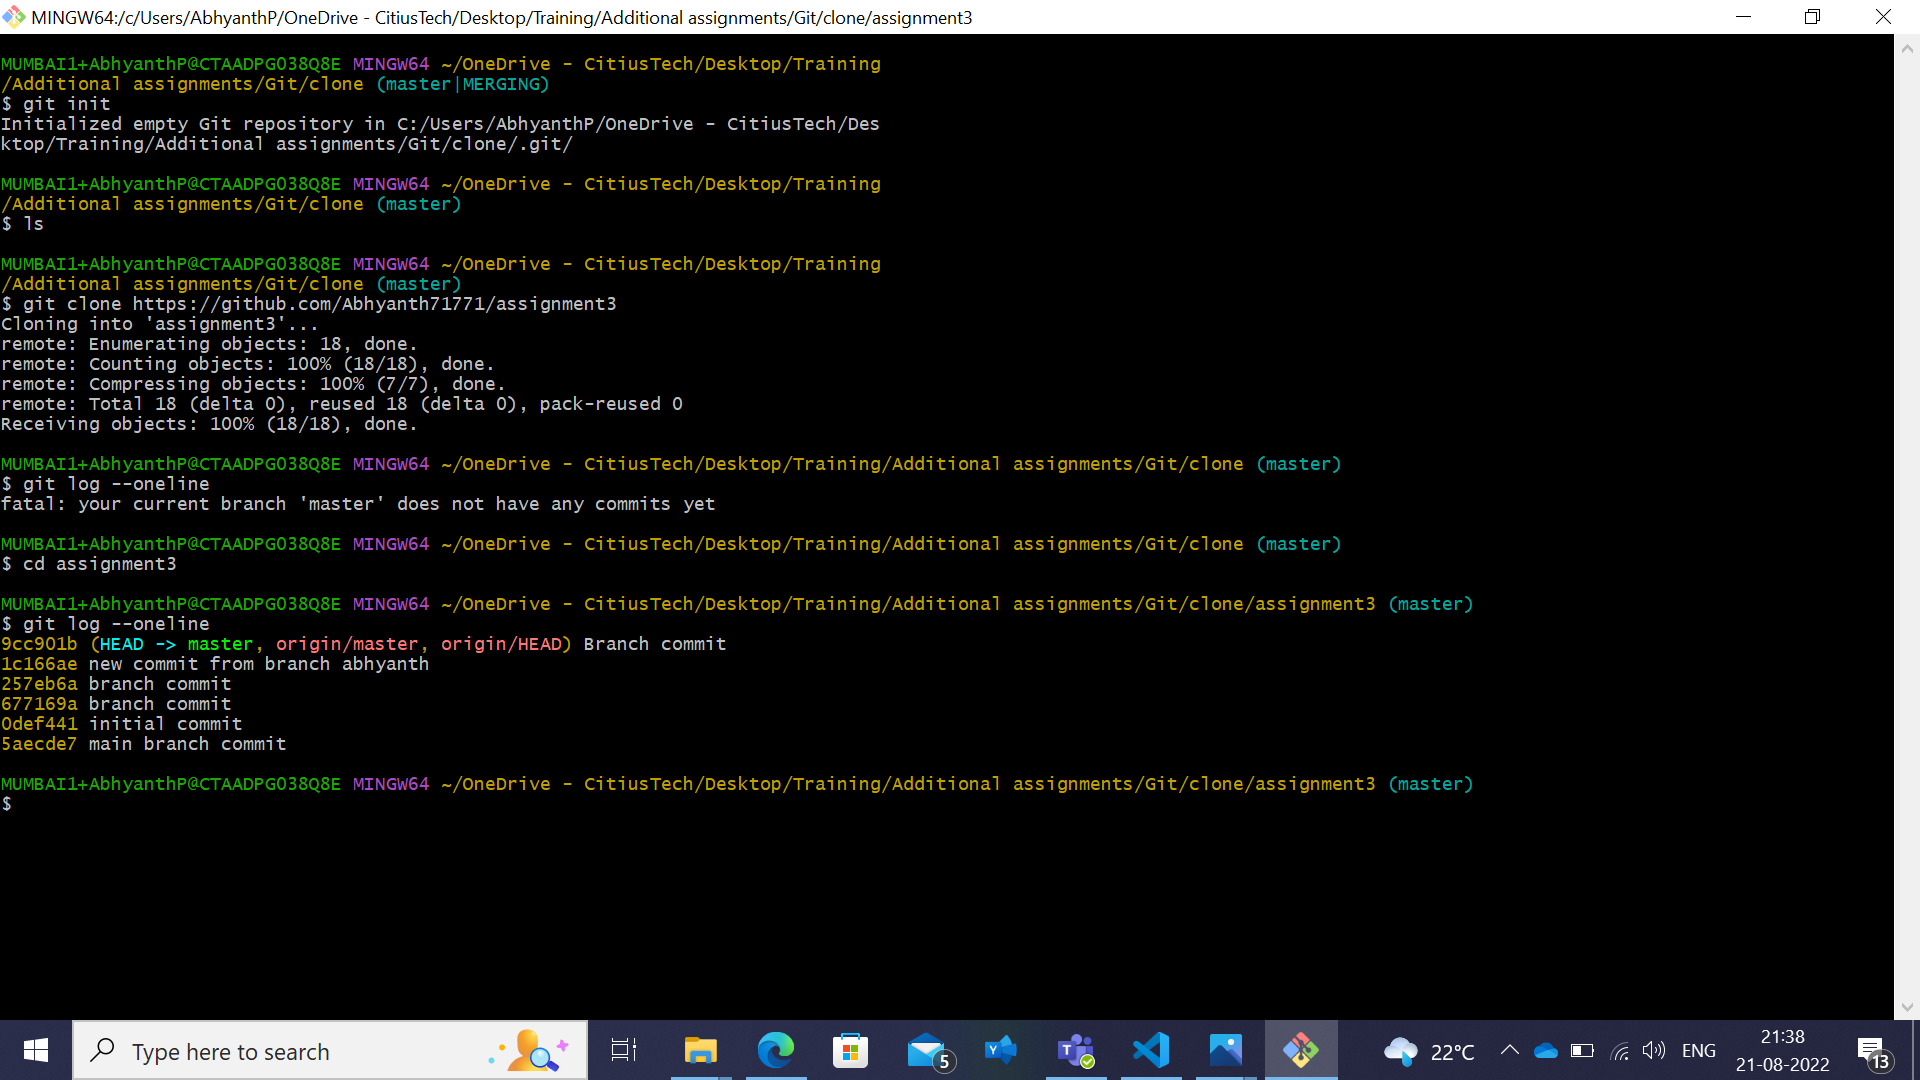 MINGW64:/c/Users/AbhyanthP/OneDrive - CitiusTech/Desktop/Training/Additional assignments/Git/clone/assignment3
MUMBAI1+AbhyanthP@CTAADPG038Q8E MINGW64 ~/OneDrive - CitiusTech/Desktop/Training
/Additional assignments/Git/clone (master|MERGING)
$ git init
Initialized empty Git repository in C:/Users/AbhyanthP/OneDrive - CitiusTech/Des
ktop/Training/Additional assignments/Git/clone/.git/
MUMBAI1+AbhyanthP@CTAADPG038Q8E MINGW64 ~/OneDrive - CitiusTech/Desktop/Training
/Additional assignments/Git/clone (master)
$ ls
MUMBAI1+AbhyanthP@CTAADPG038Q8E MINGW64 ~/OneDrive - CitiusTech/Desktop/Training
/Additional assignments/Git/clone (master)
$ git clone https://github.com/Abhyanth71771/assignment3
Cloning into 'assignment3'...
remote: Enumerating objects: 18, done.
remote: Counting objects: 100% (18/18), done.
remote: Compressing objects: 100% (7/7), done.
remote: Total 18 (delta 0), reused 18 (delta 0), pack-reused 0
Receiving objects: 100% (18/18), done.
MUMBAI1+AbhyanthP@CTAADPG038Q8E MINGW64 ~/OneDrive - CitiusTech/Desktop/Training/Additional assignments/Git/clone (master)
$ git log --oneline
fatal: your current branch 'master' does not have any commits yet
MUMBAI1+AbhyanthP@CTAADPG038Q8E MINGW64 ~/OneDrive - CitiusTech/Desktop/Training/Additional assignments/Git/clone (master)
$ cd assignment3
MUMBAI1+AbhyanthP@CTAADPG038Q8E MINGW64 ~/OneDrive - CitiusTech/Desktop/Training/Additional assignments/Git/clone/assignment3 (master)
$ git log --oneline
9cc901b (HEAD -> master, origin/master, origin/HEAD) Branch commit
1c166ae new commit from branch abhyanth
257eb6a branch commit
677169a branch commit
0def441 initial commit
5aecde7 main branch commit
MUMBAI1+AbhyanthP@CTAADPG038Q8E MINGW64 ~/OneDrive - CitiusTech/Desktop/Training/Additional assignments/Git/clone/assignment3 (master)
$
Type here to search
5
22°C
ENG
21:38
21-08-2022
13